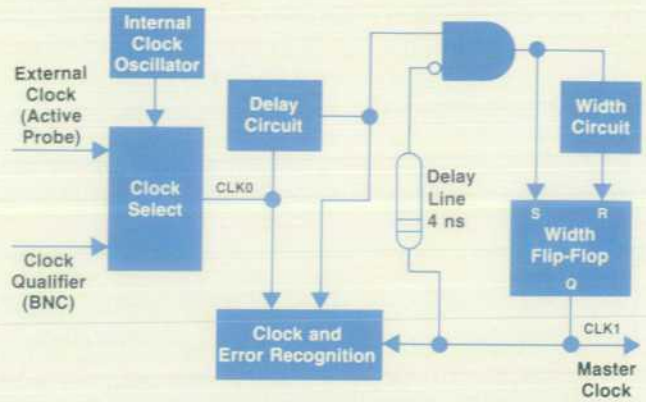 Internal
Clock
Oscillator
External
Clock
(Active
Probe)
Delay
Circuit
Width
Circuit
Clock
Select
CLK0
Delay
Line
4 ns
S
R
Width
Flip-Flop
Q
Clock
Qualifier
(BNC)
Clock and
Error Recognition
CLK1
Master
Clock